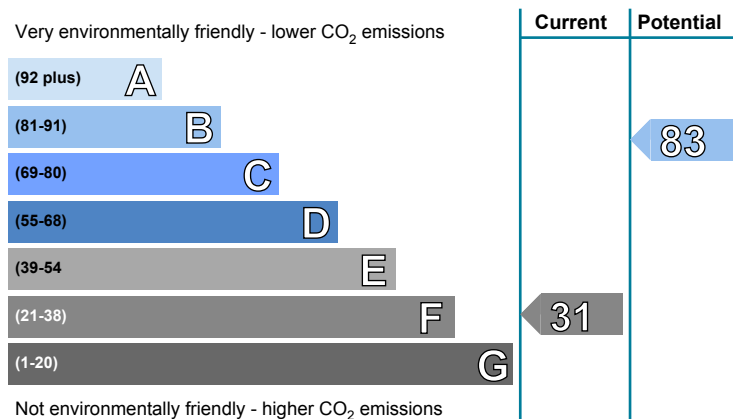 Current Potential
Very environmentally friendly - lower CO₂ emissions
(92 plus) A
(81-91) B
83
(69-80) C
(55-68) D
(39-54 E
(21-38) F 31
(1-20) G
Not environmentally friendly - higher CO₂ emissions